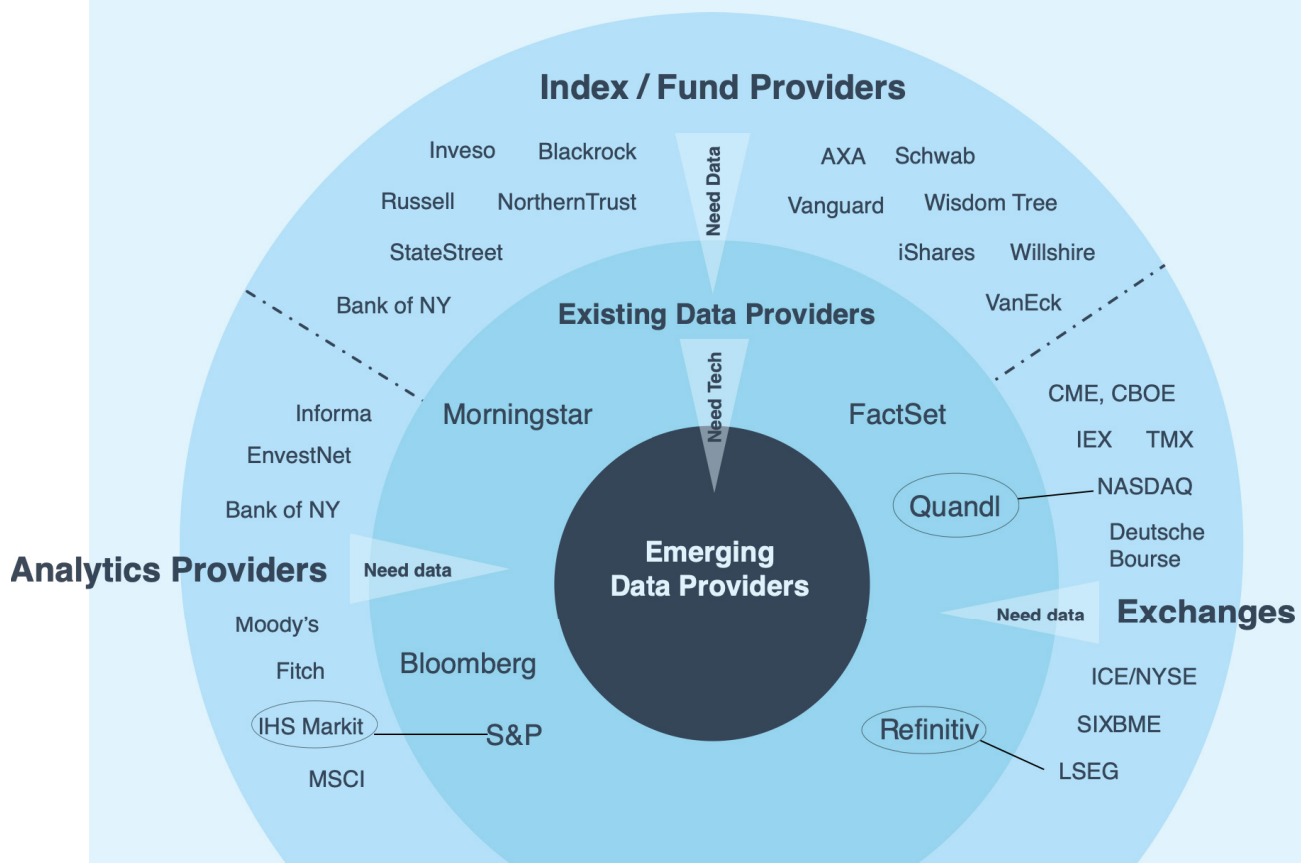 Index / Fund Providers
Inveso Blackrock
Russell NorthernTrust
StateStreet
Bank of NY
Need Data
AXA Schwab
Vanguard Wisdom Tree
iShares Willshire
VanEck
Existing Data Providers
Need Tech
Morningstar
FactSet
Quandl
Bloomberg
S&P
Refinitiv
Emerging
Data Providers
Informa
EnvestNet
Bank of NY
Analytics Providers
Need data
Moody's
Fitch
IHS Markit
MSCI
CME, CBOE
IEX TMX
NASDAQ
Deutsche
Bourse
Need data
Exchanges
ICE/NYSE
SIXBME
LSEG